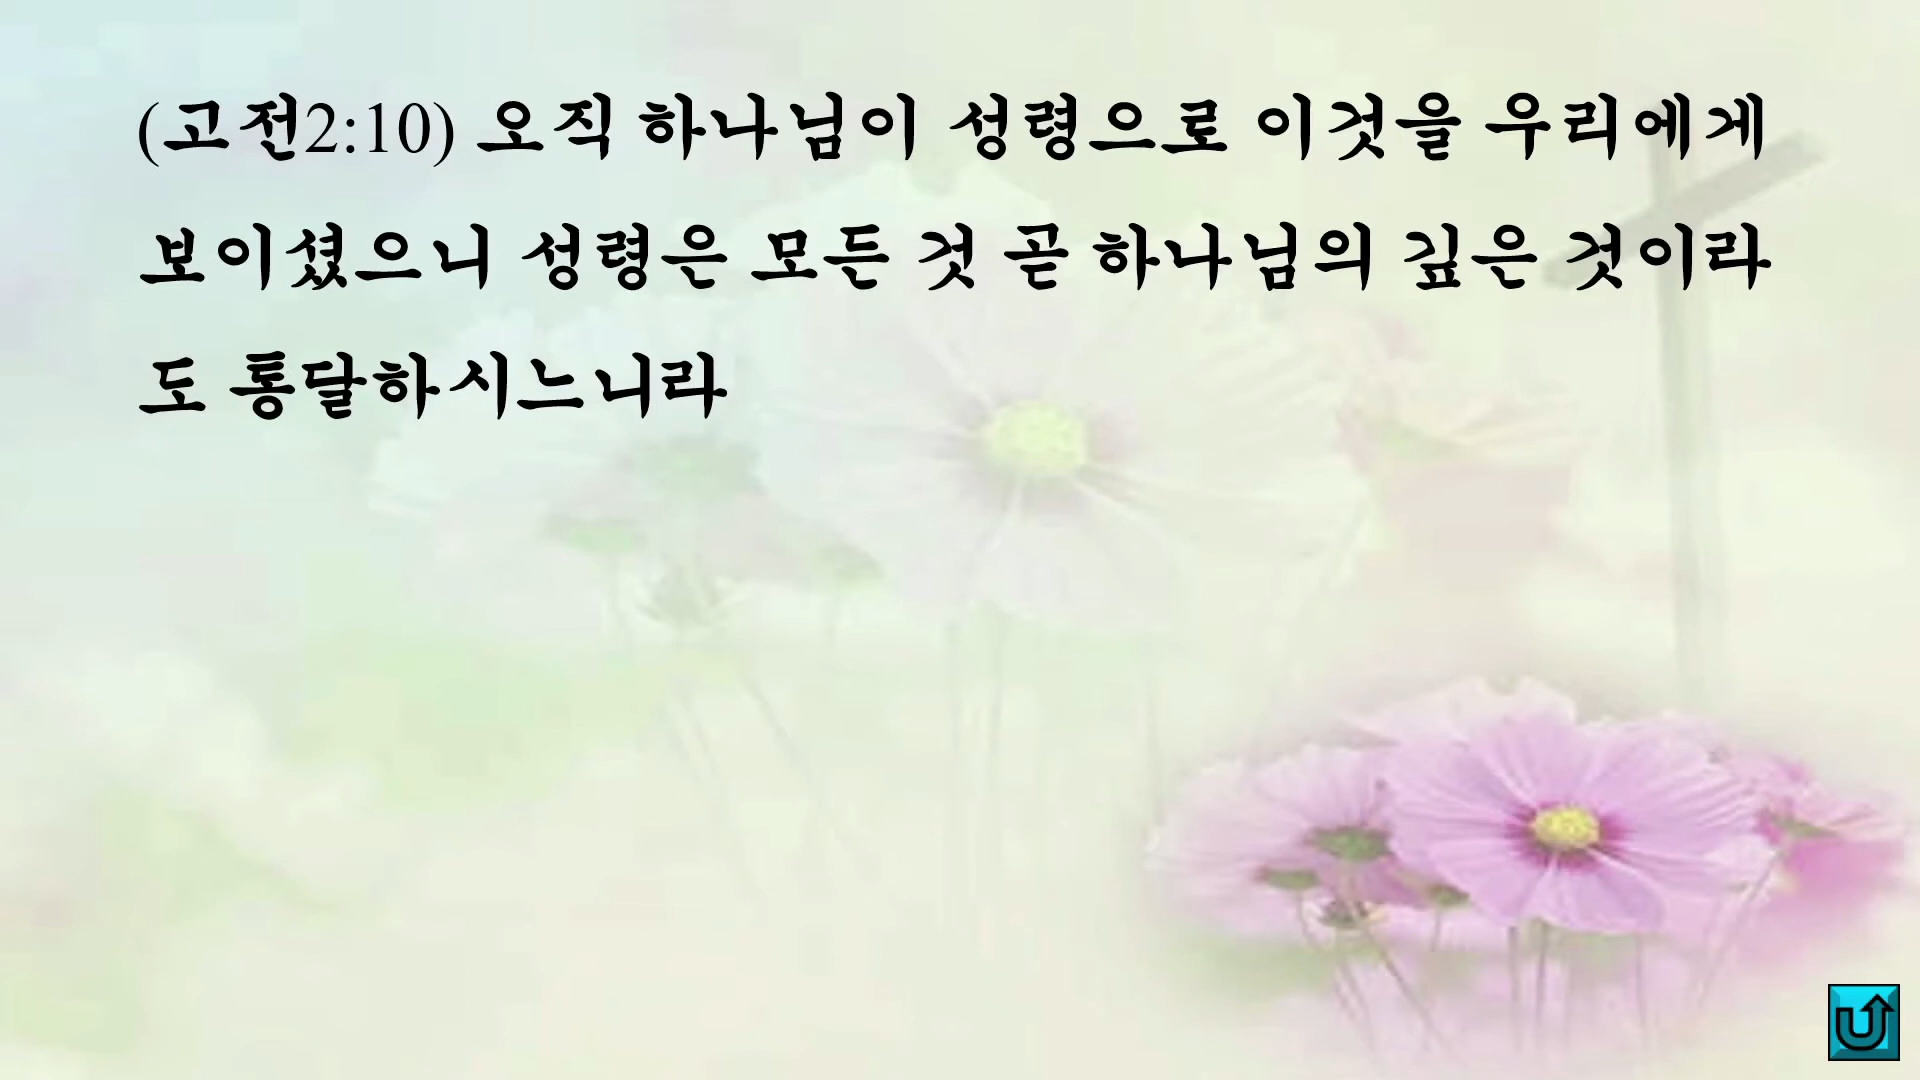 (고전2:10) 오직 하나님이 성령으로 이것을 우리에게
보이셨으니 성령은 모든 것 곧 하나님의 깊은 것이라
도 통달하시느니라